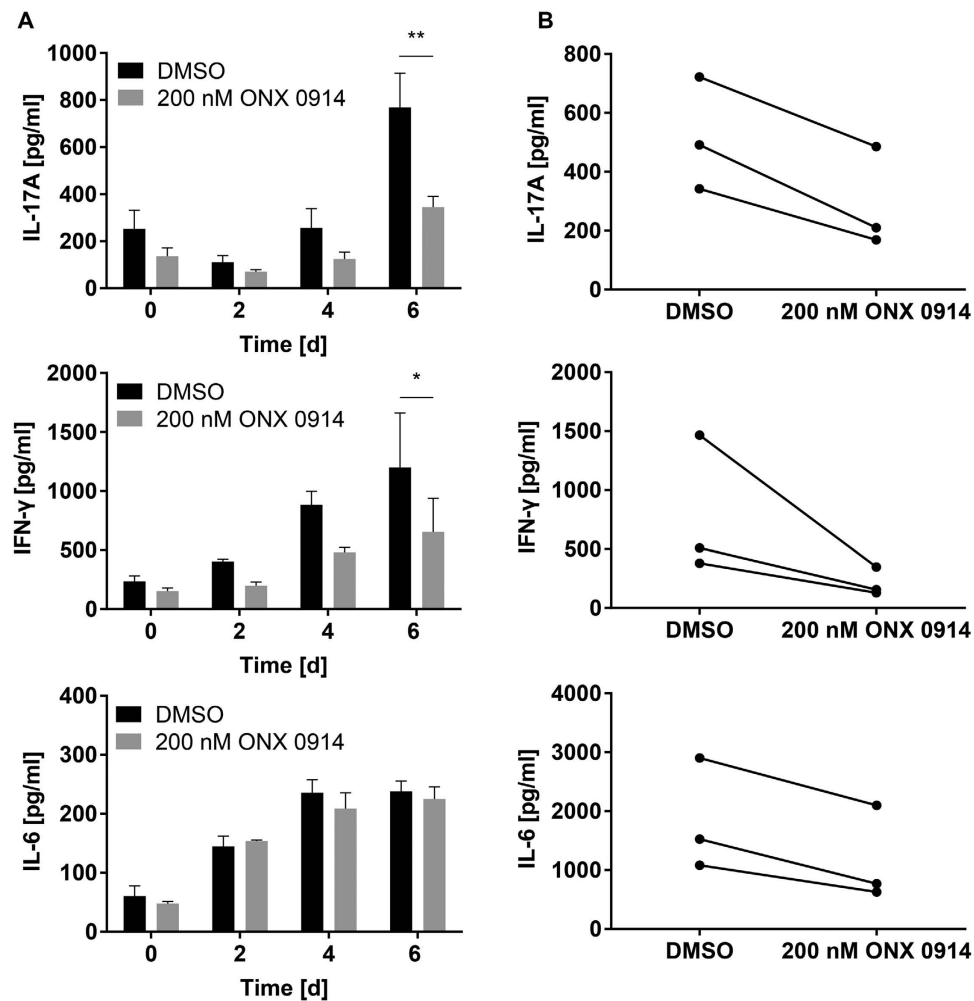 A
B
**
1000
800
600
400
200
0
IL-17A [pg/ml]
DMSO
200 nM ONX 0914
0 2 4 6
Time [d]
800
600
400
200
0
IL-17A [pg/ml]
DMSO 200 nM ONX 0914
*
2000
1500
1000
500
0
IFN-γ [pg/ml]
DMSO
200 nM ONX 0914
0 2 4 6
Time [d]
2000
1500
1000
500
0
IFN-γ [pg/ml]
DMSO 200 nM ONX 0914
400
300
200
100
0
IL-6 [pg/ml]
DMSO
200 nM ONX 0914
0 2 4 6
Time [d]
4000
3000
2000
1000
0
IL-6 [pg/ml]
DMSO 200 nM ONX 0914